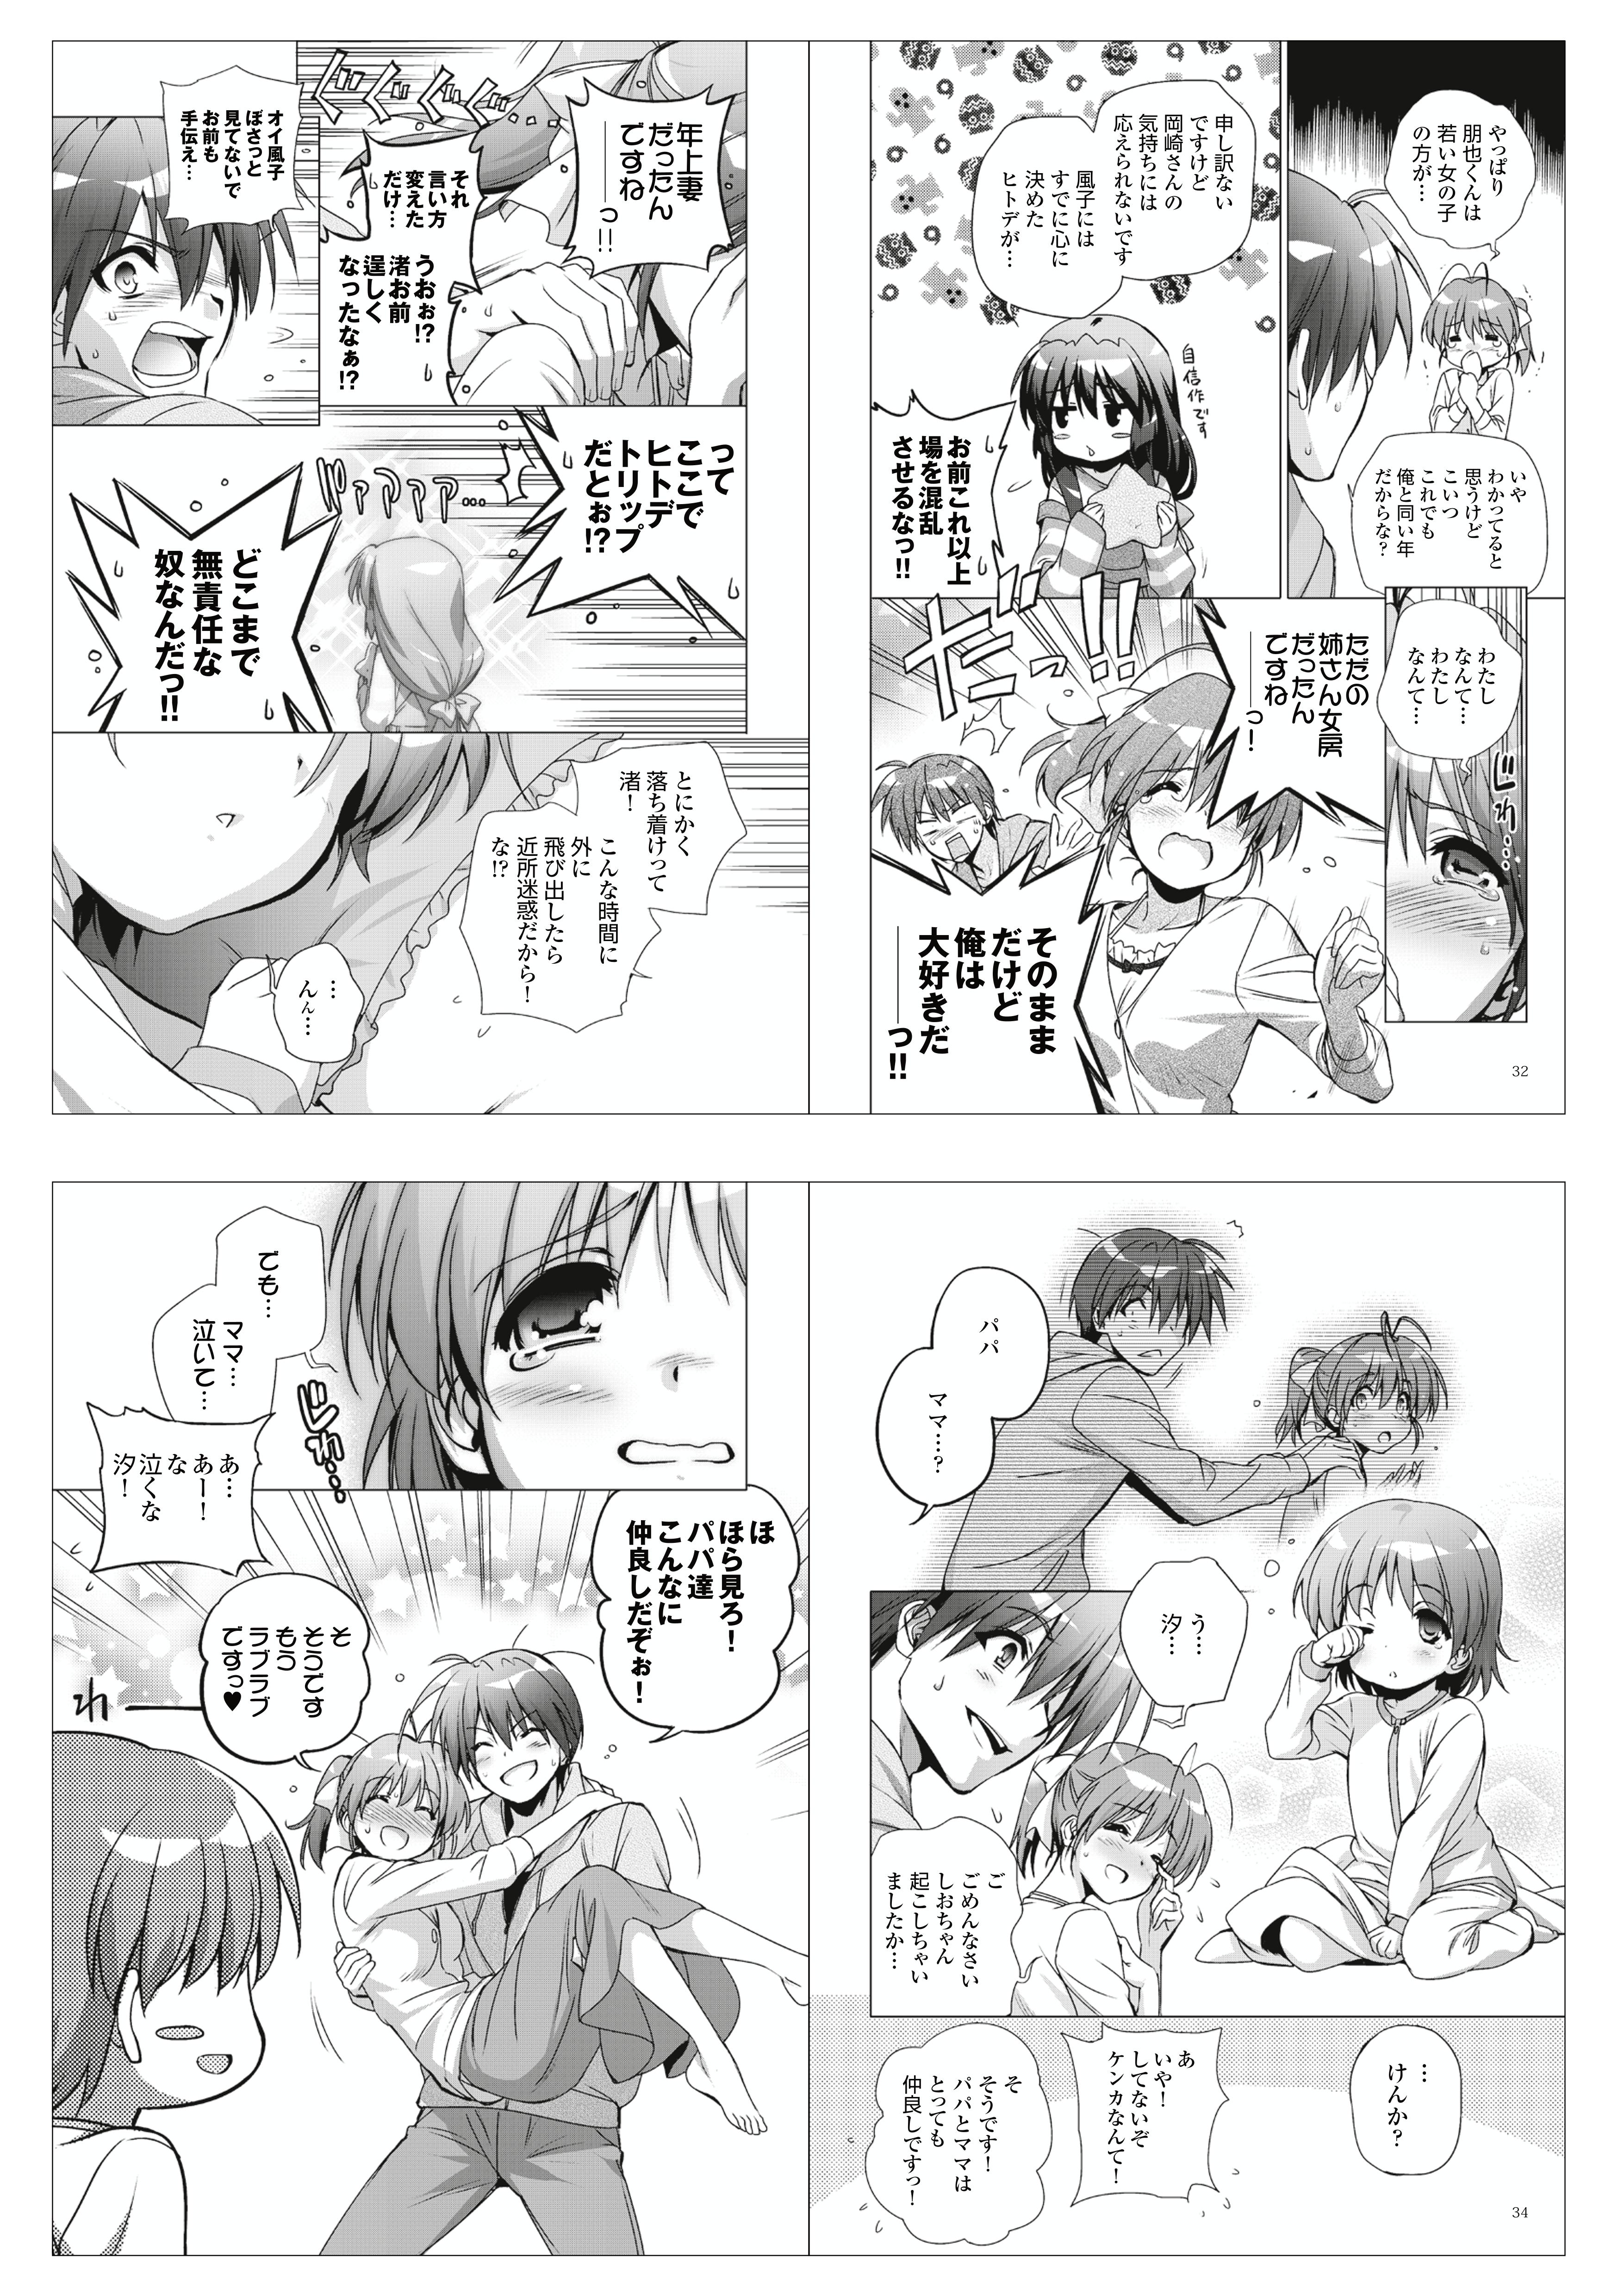 やっぱり
朋也くんは
若い女の子
の方が…
いや
わかってると
思うけど
こいつ
これでも
俺と同い年
だからな?
申し訳ない
ですけど
岡崎さんの
気持ちには
応えられないです
風子には
すでに心に
決めた
ヒトデが…
自信作です
お前これ以上
場を混乱
させるなっ!!
わたし
なんて…
わたし
なんて…
じわ…
ただの
姉さん女房
だったん
ですね
――っ!
だっ!!
そのまま
だけど
俺は
大好きだ
――っ!!
32
年上妻
だったん
ですね
――っ!!
ぐぐぐぐ
それ
言い方
変えた
だけ…
うおぉ!?
渚お前
逞しく
なったなぁ!?
オイ風子
ぼさっと
見てないで
お前も
手伝え…
って
ここで
ヒトデ
トリップ
だとぉ!?
ドァアアァ…
どこまで
無責任な
奴なんだっ!!
とにかく
落ち着けって
渚!
こんな時間に
外に
飛び出したら
近所迷惑だから!
な!?
…
んん…
パパ
ママ…?
う…
汐…
ご
ごめんなさい
しおちゃん
起こしちゃい
ましたか…
…
けんか?
あ
いや!
してないぞ
ケンカなんて!
そ
そうです!
パパとママは
とっても
仲良しですっ!
34
でも…
ママ…
泣いて…
じわ…
あ…
あー!
な
泣くな
汐!
ほ
ほら見ろ!
パパ達
こんなに
仲良しだぞぉ!
そ
そうです
もう
ラブラブ
ですっ♥
わー